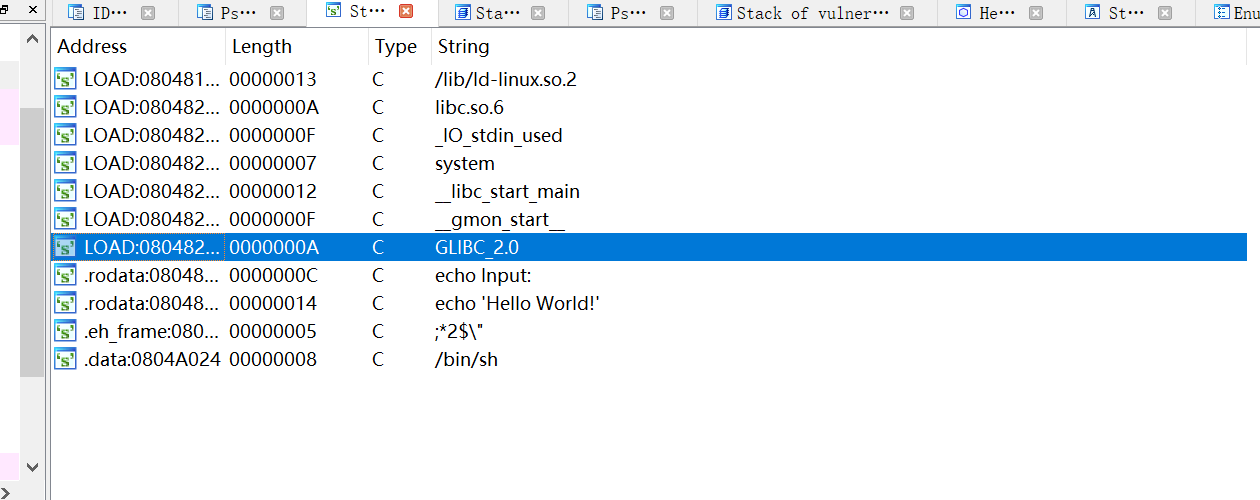 ID⋯ Ps⋯ St⋯ Sta⋯ Ps⋯ Stack of vulner⋯ He⋯ St⋯ Enu
Address Length Type String
LOAD:080481... 00000013 C /lib/ld-linux.so.2
LOAD:080482... 0000000A C libc.so.6
LOAD:080482... 0000000F C _IO_stdin_used
LOAD:080482... 00000007 C system
LOAD:080482... 00000012 C __libc_start_main
LOAD:080482... 0000000F C __gmon_start__
LOAD:080482... 0000000A C GLIBC_2.0
.rodata:08048... 0000000C C echo Input:
.rodata:08048... 00000014 C echo 'Hello World!'
.eh_frame:080... 00000005 C ;*2$\"
.data:0804A024 00000008 C /bin/sh